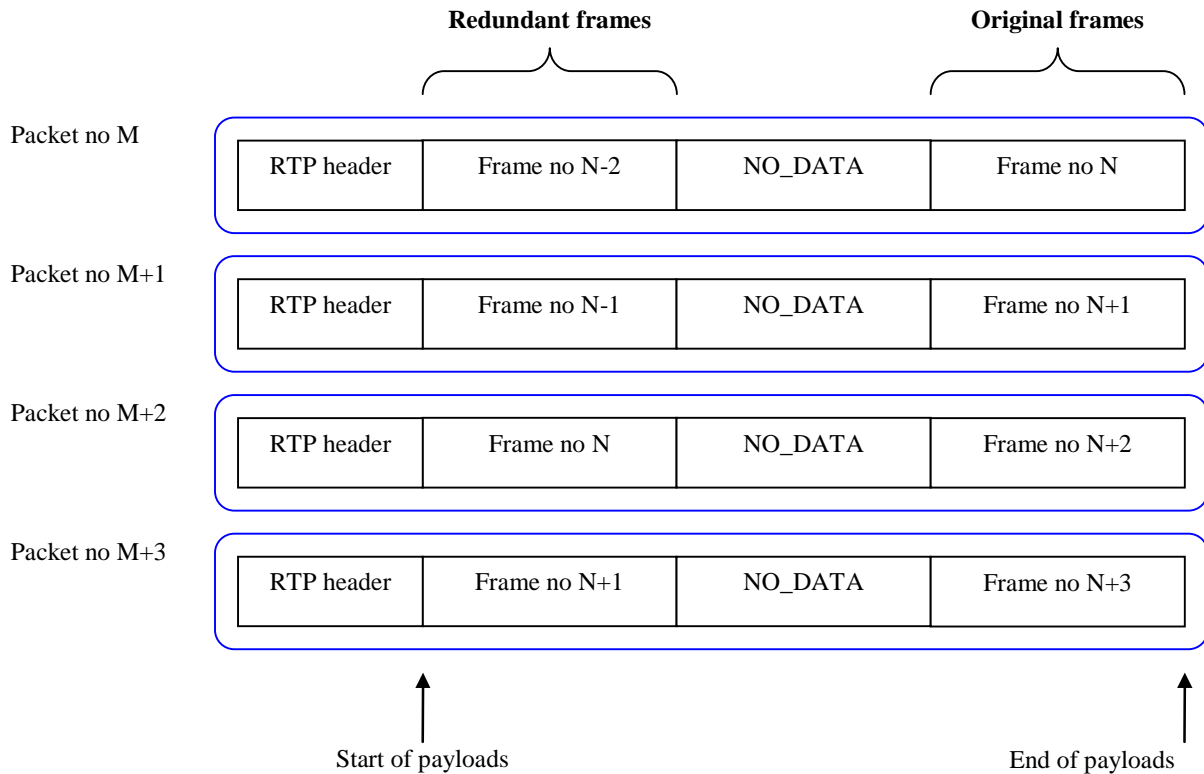 Redundant frames Original frames
Packet no M
RTP header Frame no N-2 NO_DATA Frame no N
Packet no M+1
RTP header Frame no N-1 NO_DATA Frame no N+1
Packet no M+2
RTP header Frame no N NO_DATA Frame no N+2
Packet no M+3
RTP header Frame no N+1 NO_DATA Frame no N+3
Start of payloads End of payloads